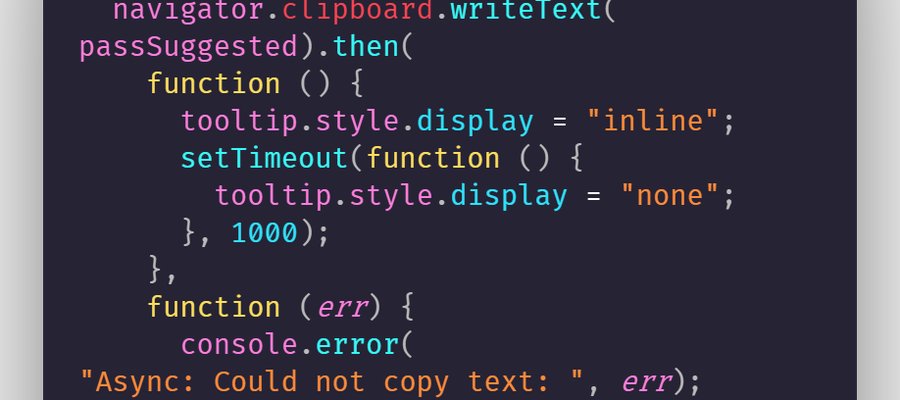 navigator.clipboard.writeText(
passSuggested).then(
function () {
tooltip.style.display = "inline";
setTimeout(function () {
tooltip.style.display = "none";
}, 1000);
},
function (err) {
console.error(
"Async: Could not copy text: ", err);